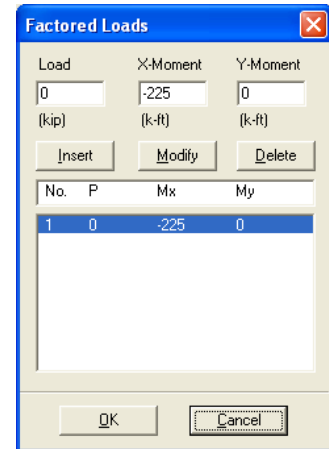 Factored Loads
Load X-Moment Y-Moment
0 -225 0
(kip) (k-ft) (k-ft)
Insert Modify Delete
No. P Mx My
1 0 -225 0
OK Cancel